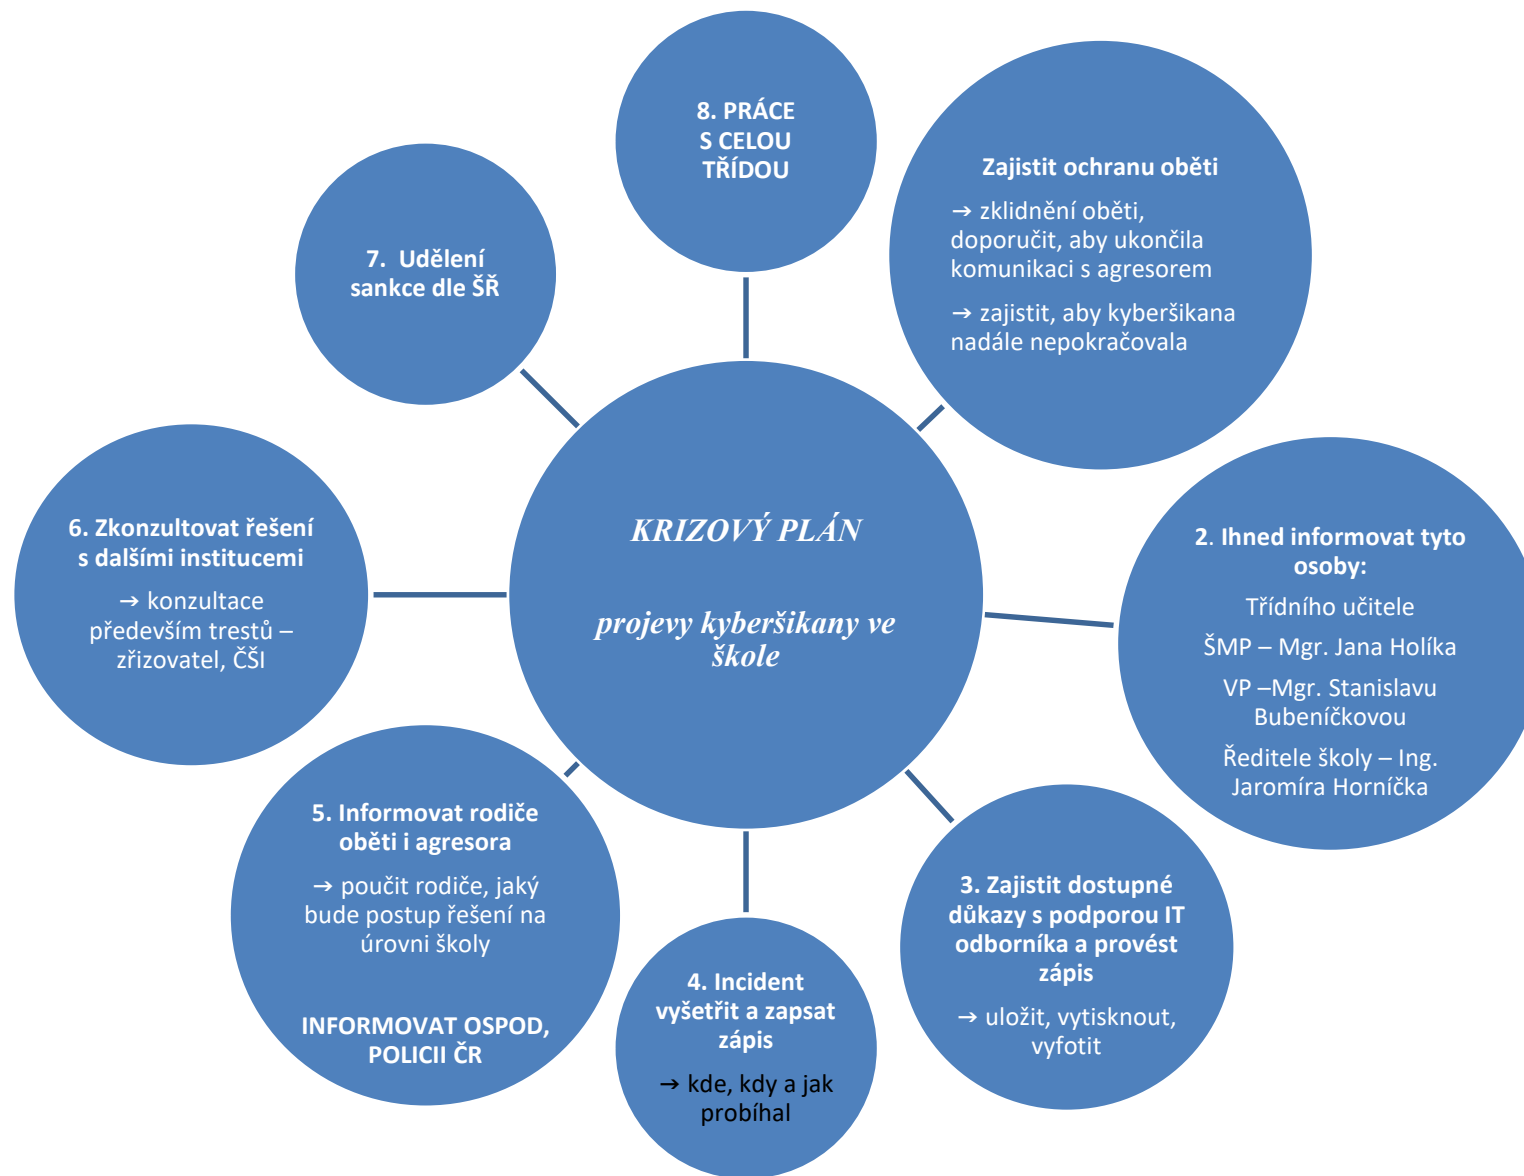 KRIZOVÝ PLÁN
projevy kyberšikany ve
škole
Zajistit ochranu oběti
→ zklidnění oběti,
doporučit, aby ukončila
komunikaci s agresorem
→ zajistit, aby kyberšikana
nadále nepokračovala
2. Ihned informovat tyto
osoby:
Třídního učitele
ŠMP – Mgr. Jana Holíka
VP –Mgr. Stanislavu
Bubeníčkovou
Ředitele školy – Ing.
Jaromíra Horníčka
3. Zajistit dostupné
důkazy s podporou IT
odborníka a provést
zápis
→ uložit, vytisknout,
vyfotit
4. Incident
vyšetřit a zapsat
zápis
→ kde, kdy a jak
probíhal
5. Informovat rodiče
oběti i agresora
→ poučit rodiče, jaký
bude postup řešení na
úrovni školy
INFORMOVAT OSPOD,
POLICII ČR
6. Zkonzultovat řešení
s dalšími institucemi
→ konzultace
především trestů –
zřizovatel, ČŠI
7. Udělení
sankce dle ŠŘ
8. PRÁCE
S CELOU
TŘÍDOU